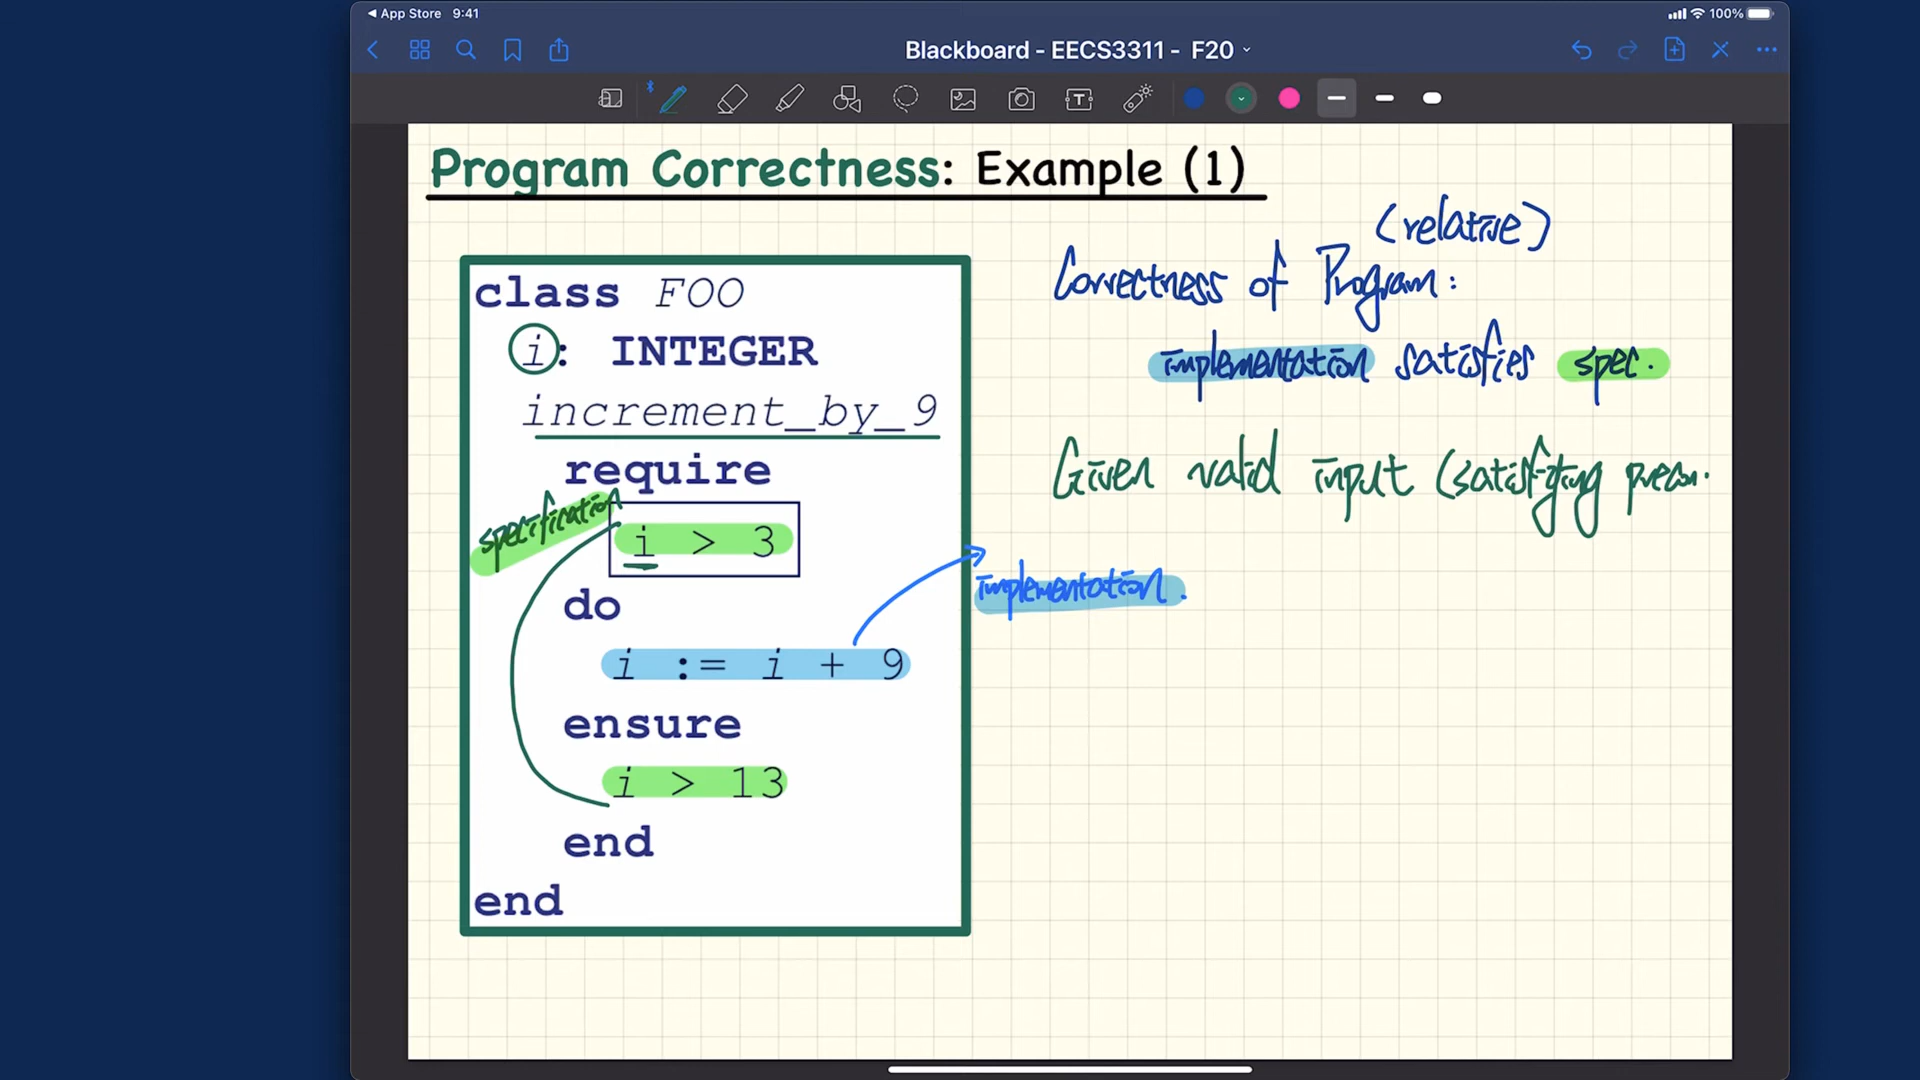 App Store 9:41
100%
Blackboard - EECS3311 - F20
T
Program Correctness: Example (1)
(relative)
Correctness of Program:
implementation satisfies spec.
Given valid input (satisfying precon.
class FOO
i: INTEGER
increment_by_9
require
specification
i > 3
do
implementation.
i := i + 9
ensure
i > 13
end
end